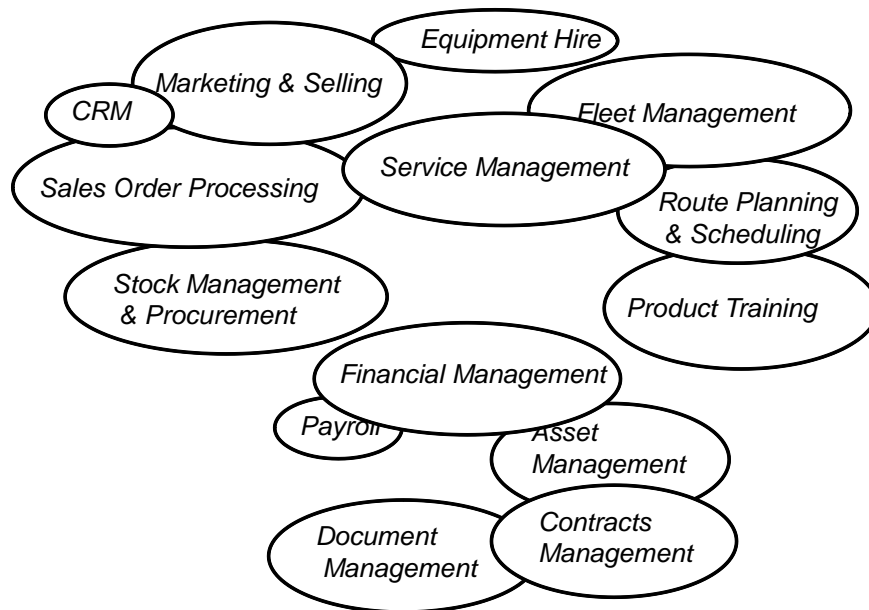 Equipment Hire
Marketing & Selling
CRM
Fleet Management
Service Management
Sales Order Processing
Route Planning
& Scheduling
Stock Management
& Procurement
Product Training
Financial Management
Payroll
Asset
Management
Contracts
Management
Document
Management